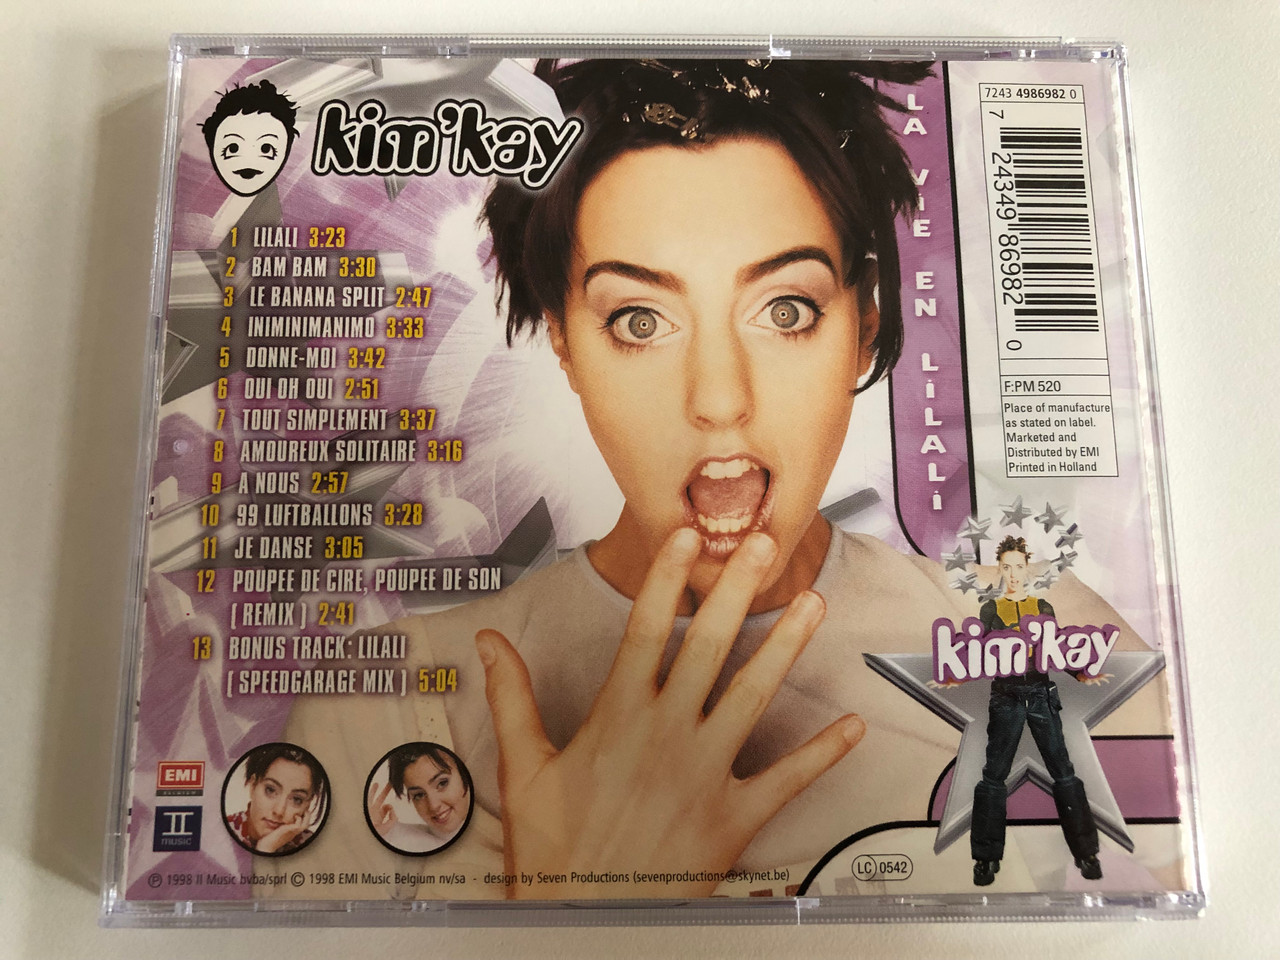 kim'kay
1 LILALI 3:23
2 BAM BAM 3:30
3 LE BANANA SPLIT 2:47
4 INIMINIMANIMO 3:33
5 DONNE-MOI 3:42
6 OUI OH OUI 2:51
7 TOUT SIMPLEMENT 3:37
8 AMOUREUX SOLITAIRE 3:16
9 A NOUS 2:57
10 99 LUFTBALLONS 3:28
11 JE DANSE 3:05
12 POUPEE DE CIRE, POUPEE DE SON
( REMIX ) 2:41
13 BONUS TRACK: LILALI
( SPEEDGARAGE MIX ) 5:04
LA ViE EN LiLALi
7243 4986982 0
7 24349 86982 0
F:PM 520
Place of manufacture
as stated on label.
Marketed and
Distributed by EMI
Printed in Holland
kim'kay
EMI
BELGIUM
II
music
LC 0542
℗ 1998 II Music bvba/sprl © 1998 EMI Music Belgium nv/sa - design by Seven Productions (sevenproductions@skynet.be)